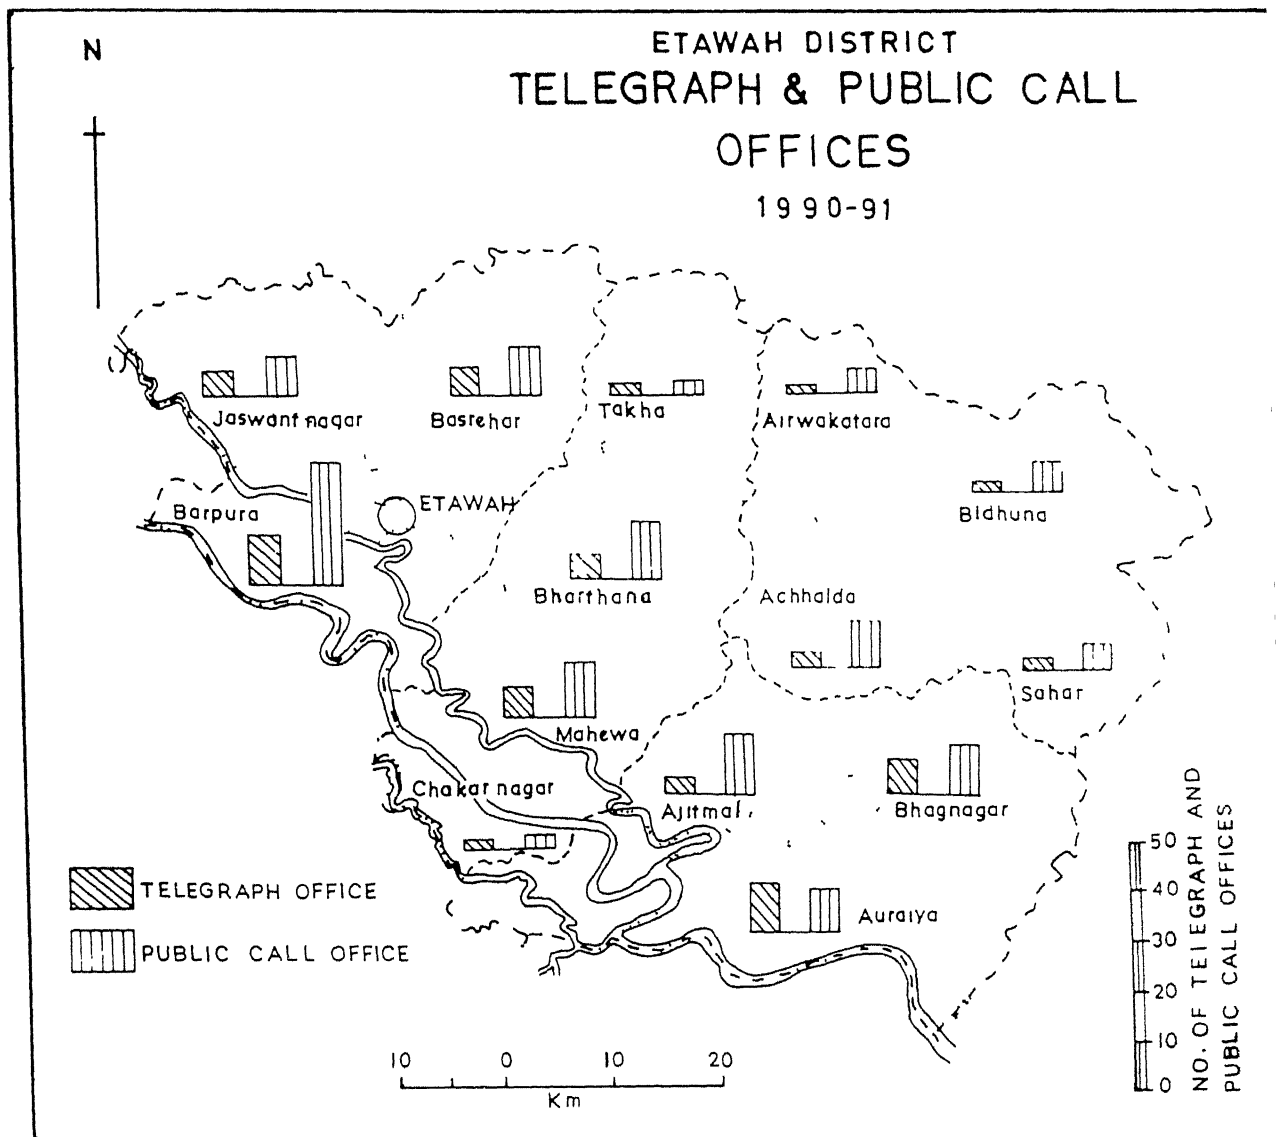 ETAWAH DISTRICT
TELEGRAPH & PUBLIC CALL
OFFICES
1990-91
N
Jaswant nagar
Basrehar
Takha
Airwakatara
Barpura
ETAWAH
Bidhuna
Bharthana
Achhalda
Sahar
Mahewa
Chakar nagar
Ajitmal
Bhagnagar
Auraiya
TELEGRAPH OFFICE
PUBLIC CALL OFFICE
50
40
30
20
10
0
NO. OF TEIEGRAPH AND
PUBLIC CALL OFFICES
10 0 10 20
Km